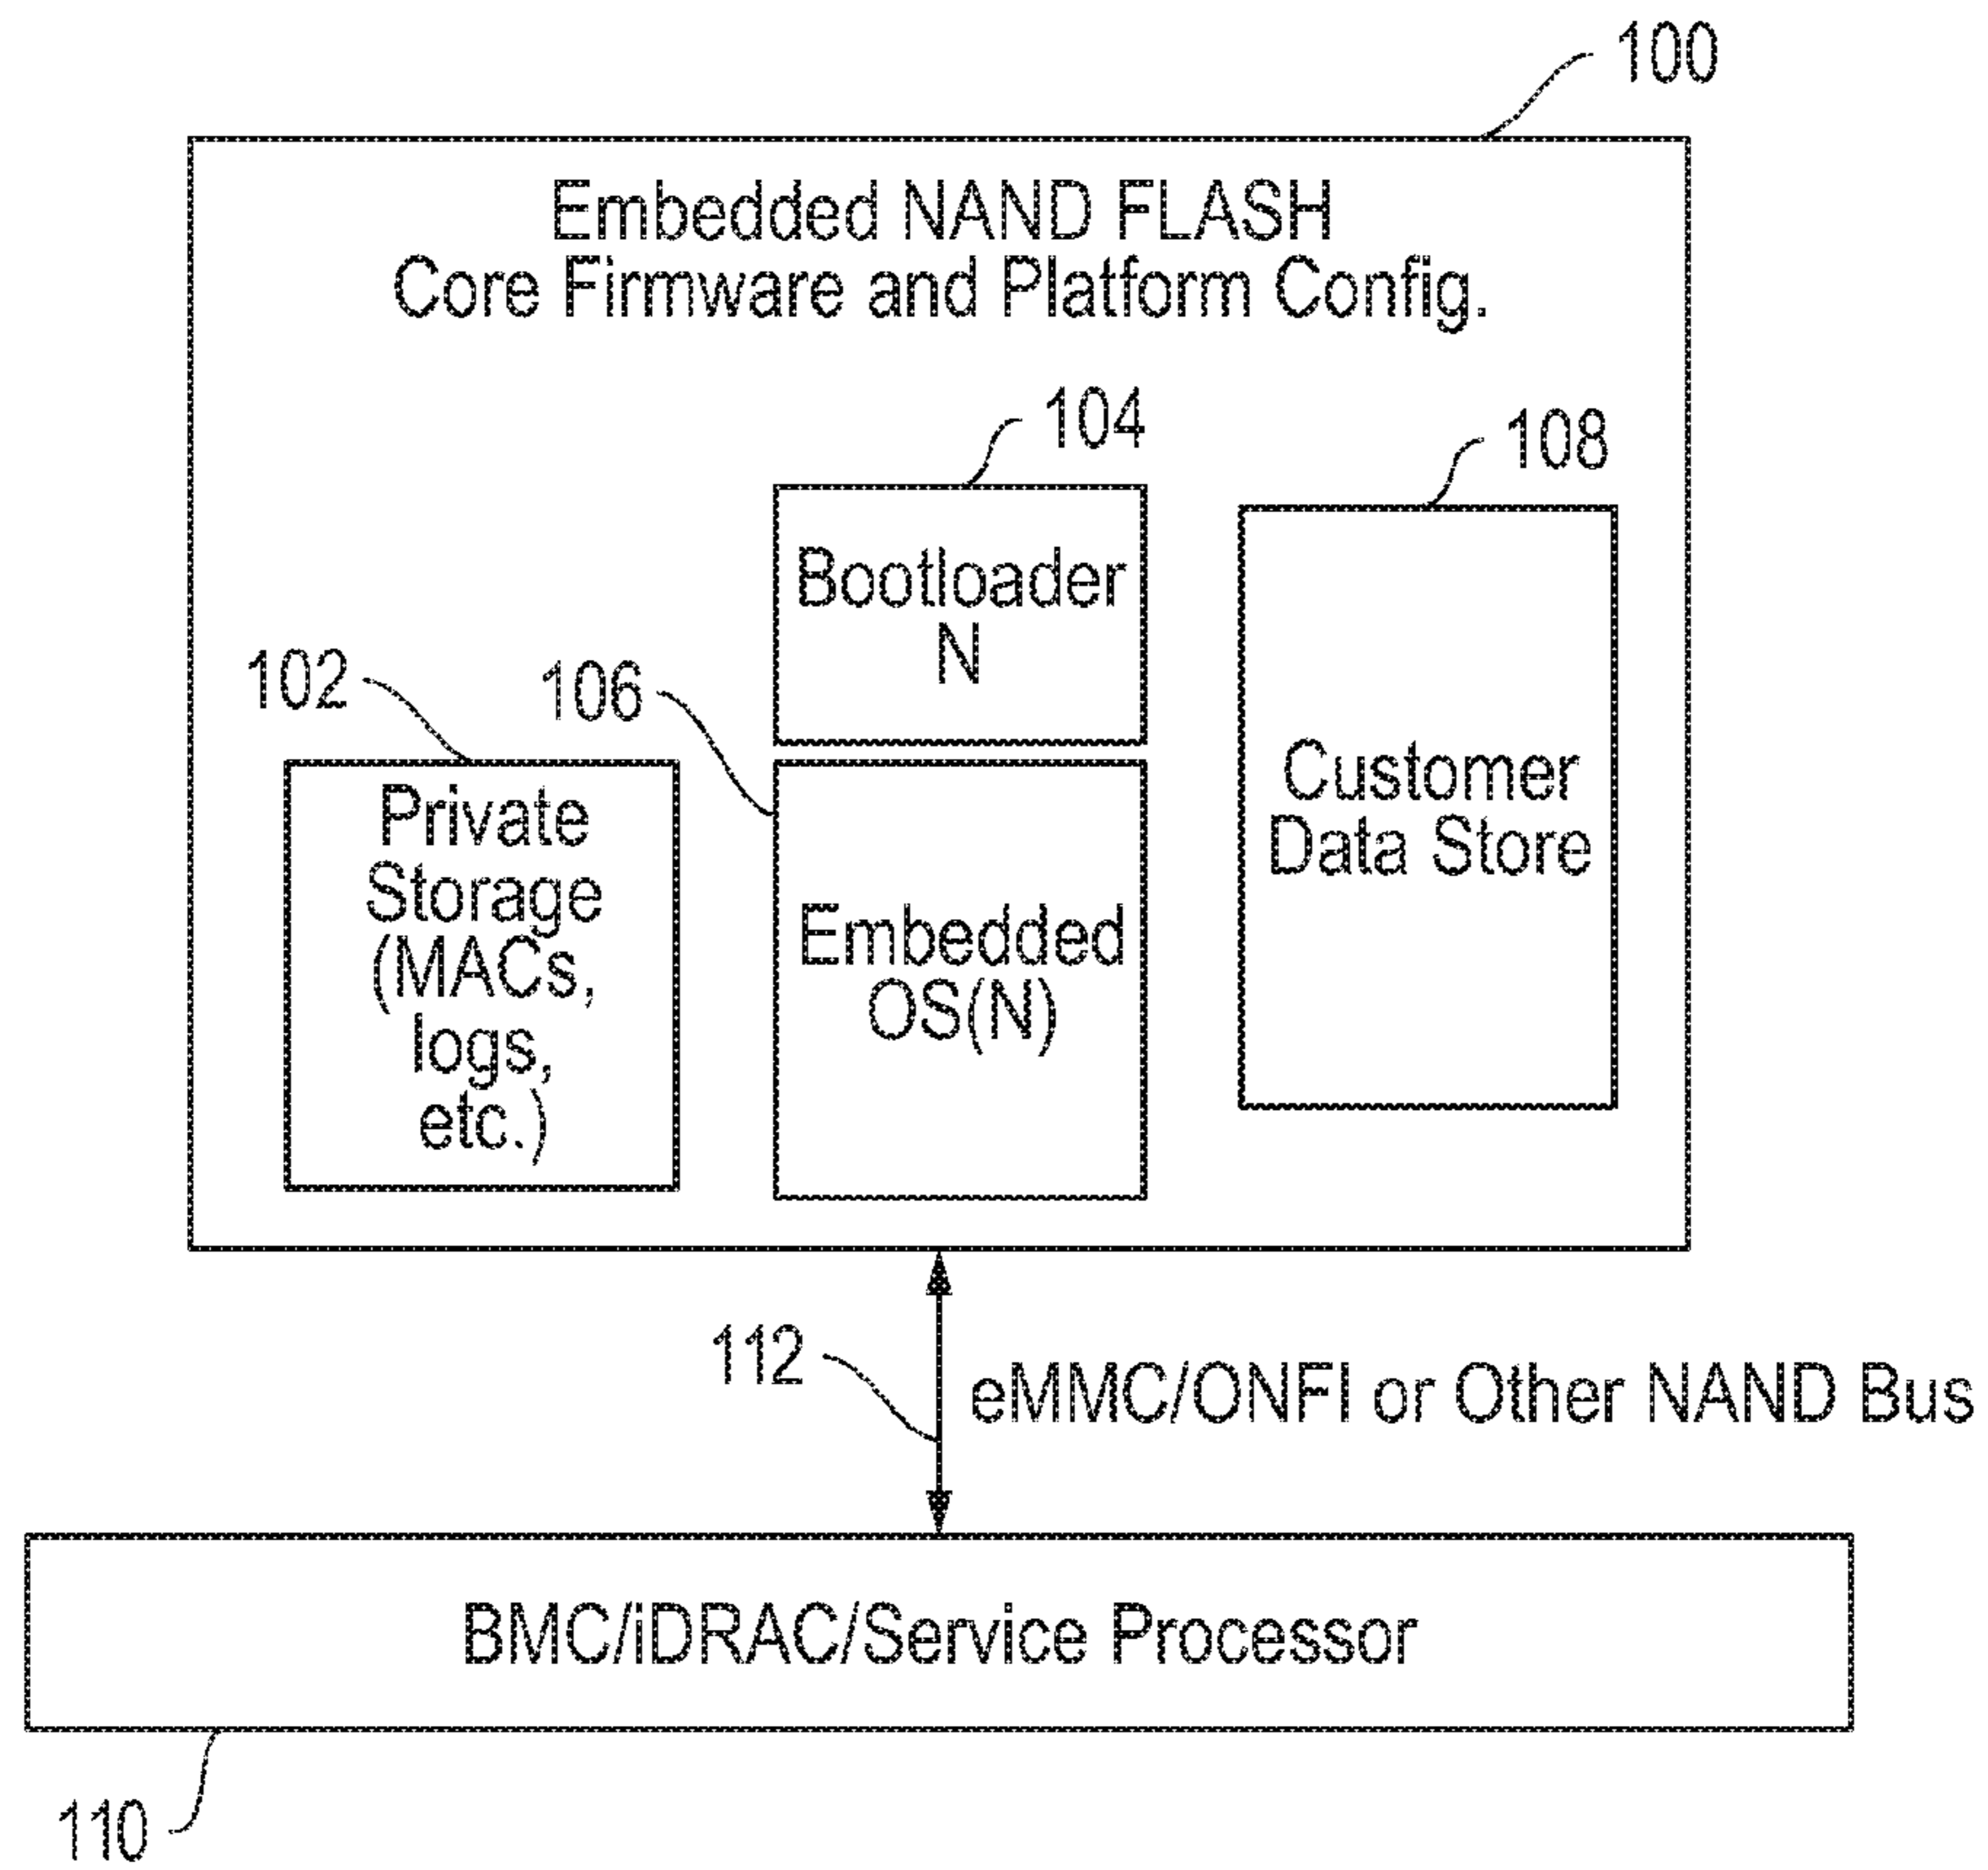 100
Embedded NAND FLASH
Core Firmware and Platform Config.
104
108
Bootloader
N
102
106
Private
Storage
(MACs,
logs,
etc.)
Embedded
OS(N)
Customer
Data Store
112
eMMC/ONFI or Other NAND Bus
BMC/iDRAC/Service Processor
110